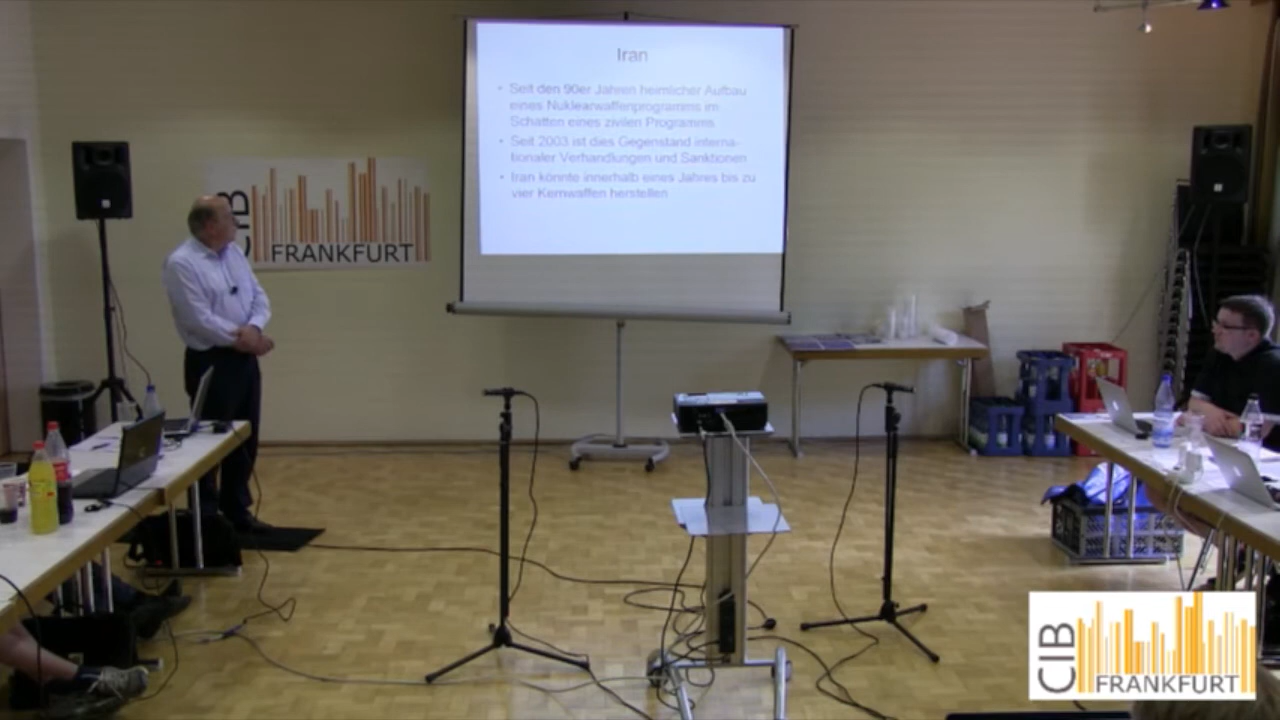 Iran
• Seit den 90er Jahren heimlicher Aufbau
eines Nuklearwaffenprogramms im
Schatten eines zivilen Programms
• Seit 2003 ist dies Gegenstand interna-
tionaler Verhandlungen und Sanktionen
• Iran könnte innerhalb eines Jahres bis zu
vier Kernwaffen herstellen
CIB
FRANKFURT
CIB
FRANKFURT